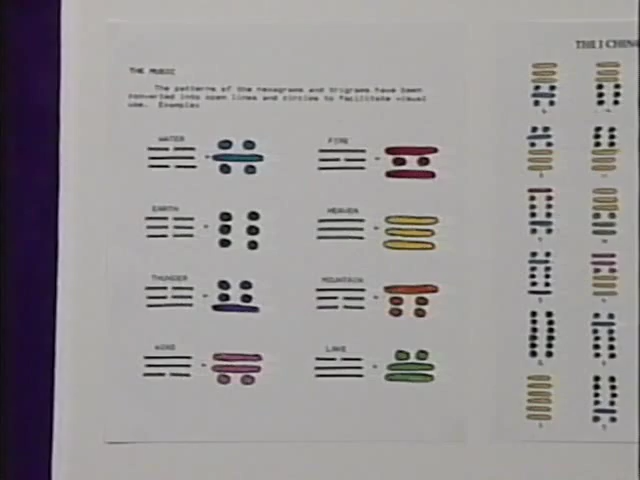 THE MUSIC
The patterns of the hexagrams and trigrams have been
converted into open lines and circles to facilitate visual
use. Examples
WATER
FIRE
EARTH
HEAVEN
THUNDER
MOUNTAIN
WIND
LAKE
THE I CHING